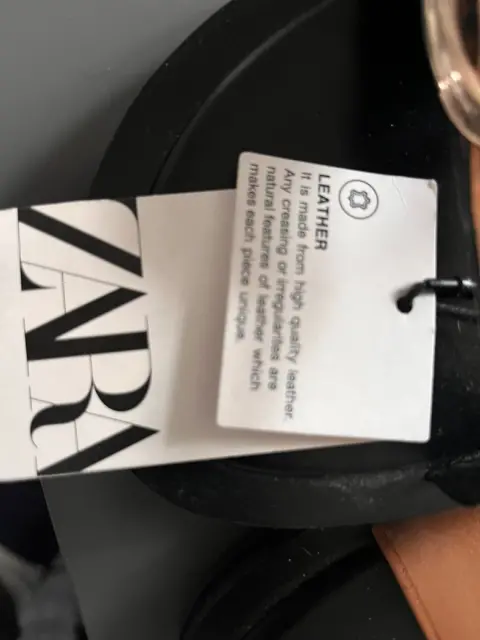 ZARA
LEATHER
It is made from high quality leather.
Any creasing or irregularities are
natural features of leather which
makes each piece unique.